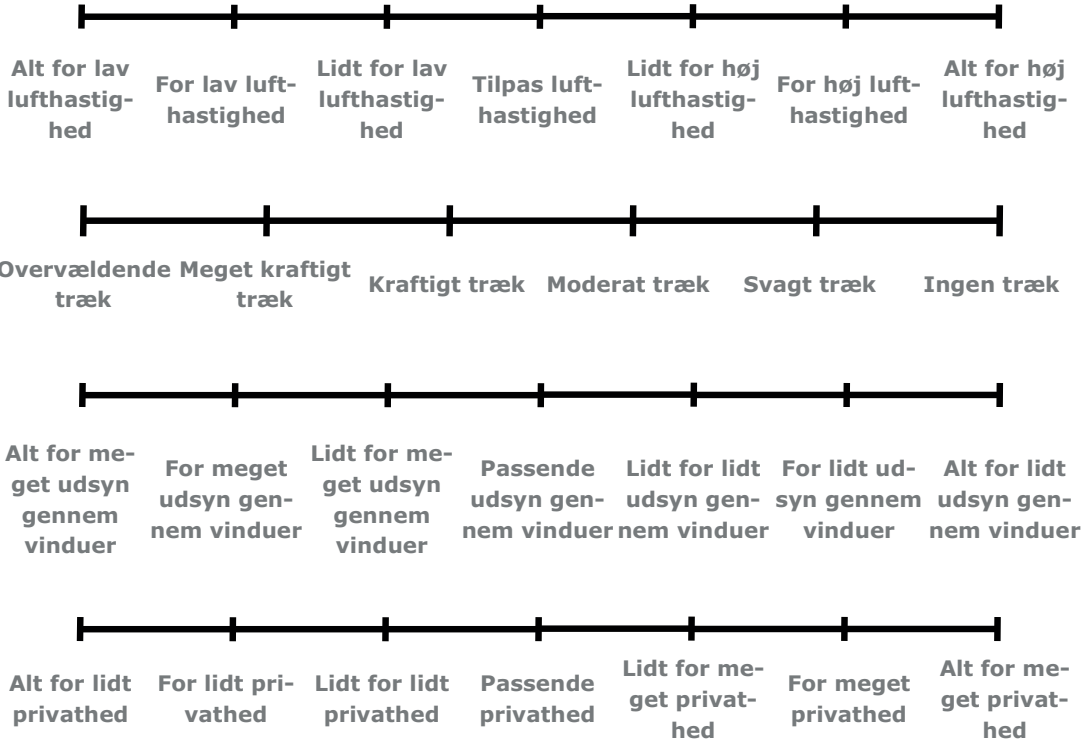 Alt for lav
lufthastig-
hed
For lav luft-
hastighed
Lidt for lav
lufthastig-
hed
Tilpas luft-
hastighed
Lidt for høj
lufthastig-
hed
For høj luft-
hastighed
Alt for høj
lufthastig-
hed
Overvældende
træk
Meget kraftigt
træk
Kraftigt træk
Moderat træk
Svagt træk
Ingen træk
Alt for me-
get udsyn
gennem
vinduer
For meget
udsyn gen-
nem vinduer
Lidt for me-
get udsyn
gennem
vinduer
Passende
udsyn gen-
nem vinduer
Lidt for lidt
udsyn gen-
nem vinduer
For lidt ud-
syn gennem
vinduer
Alt for lidt
udsyn gen-
nem vinduer
Alt for lidt
privathed
For lidt pri-
vathed
Lidt for lidt
privathed
Passende
privathed
Lidt for me-
get privat-
hed
For meget
privathed
Alt for me-
get privat-
hed